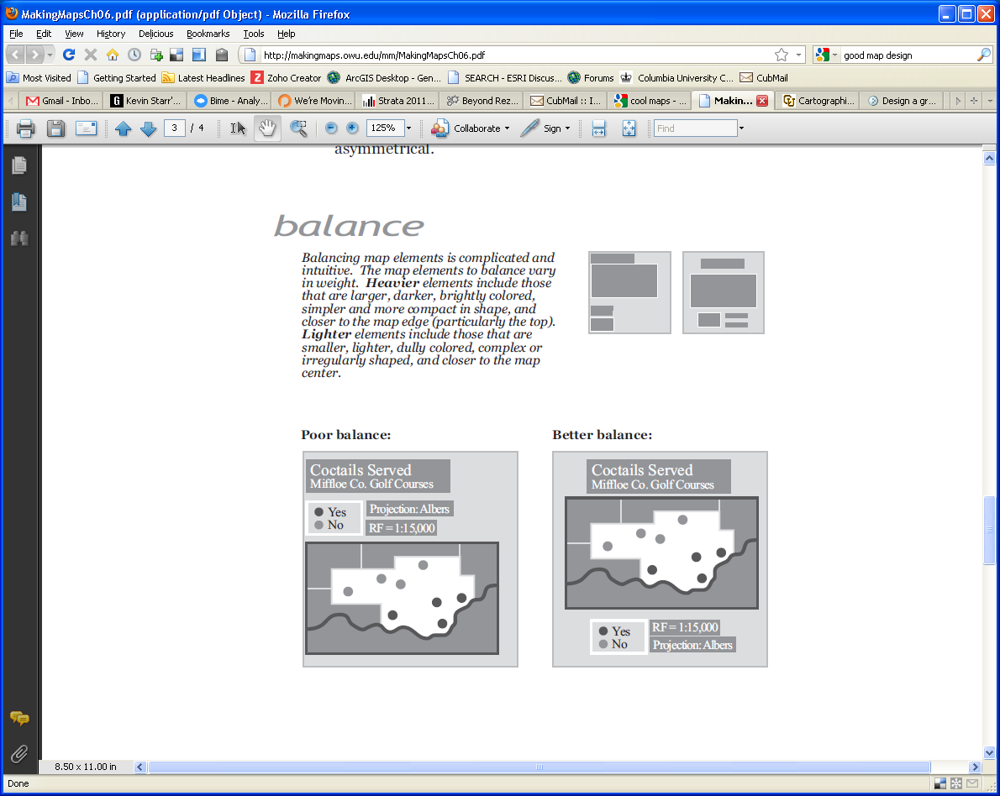 MakingMapsCh06.pdf (application/pdf Object) - Mozilla Firefox
File Edit View History Delicious Bookmarks Tools Help
http://makingmaps.owu.edu/mm/MakingMapsCh06.pdf
good map design
Most Visited Getting Started Latest Headlines Zoho Creator ArcGIS Desktop - Gen... SEARCH - ESRI Discus... Forums Columbia University C... CubMail
Gmail - Inbo... Kevin Starr'... Bime - Analy... We're Movin... Strata 2011... Beyond Rez... CubMail :: I... cool maps - ... Makin... Cartographi... Design a gr...
3 / 4 125% Collaborate Sign Find
asymmetrical.
balance
Balancing map elements is complicated and
intuitive. The map elements to balance vary
in weight. Heavier elements include those
that are larger, darker, brightly colored,
simpler and more compact in shape, and
closer to the map edge (particularly the top).
Lighter elements include those that are
smaller, lighter, dully colored, complex or
irregularly shaped, and closer to the map
center.
Poor balance:
Coctails Served
Miffloe Co. Golf Courses
Yes
No
Projection: Albers
RF = 1:15,000
Better balance:
Coctails Served
Miffloe Co. Golf Courses
Yes
No
RF = 1:15,000
Projection: Albers
8.50 x 11.00 in
Done